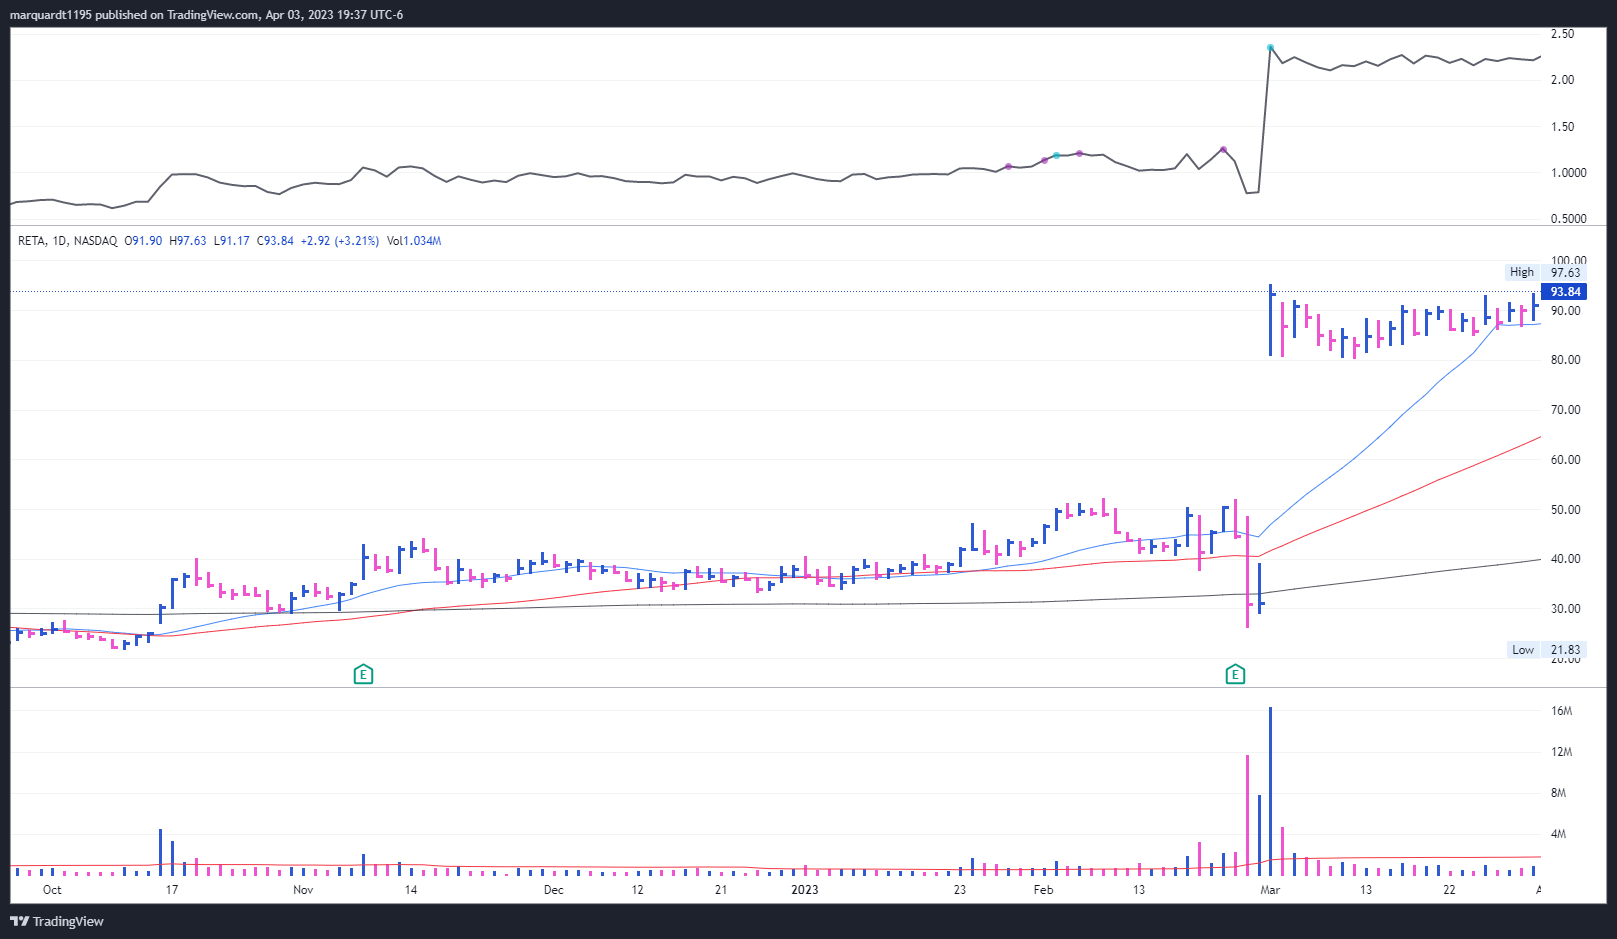 marquardt1195 published on TradingView.com, Apr 03, 2023 19:37 UTC-6
2.50
2.00
1.50
1.0000
0.5000
RETA, 1D, NASDAQ O91.90 H97.63 L91.17 C93.84 +2.92 (+3.21%) Vol1.034M
100.00
High 97.63
93.84
90.00
80.00
70.00
60.00
50.00
40.00
30.00
Low 21.83
20.00
E E
16M
12M
8M
4M
Oct 17 Nov 14 Dec 12 21 2023 23 Feb 13 Mar 13 22 A
TradingView